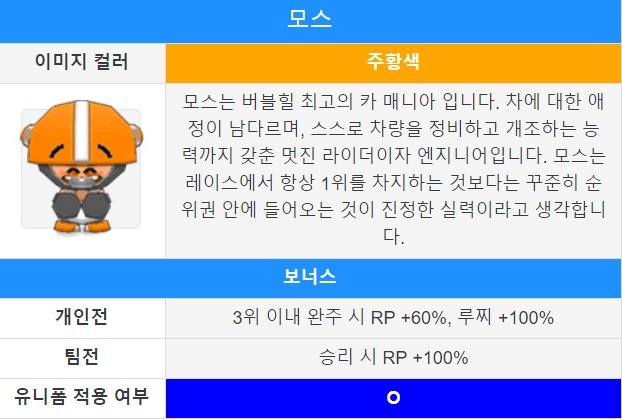 모스
이미지 컬러
주황색
모스는 버블힐 최고의 카 매니아 입니다. 차에 대한 애
정이 남다르며, 스스로 차량을 정비하고 개조하는 능
력까지 갖춘 멋진 라이더이자 엔지니어입니다. 모스는
레이스에서 항상 1위를 차지하는 것보다는 꾸준히 순
위권 안에 들어오는 것이 진정한 실력이라고 생각합니
다.
보너스
개인전
3위 이내 완주 시 RP +60%, 루찌 +100%
팀전
승리 시 RP +100%
유니폼 적용 여부
O